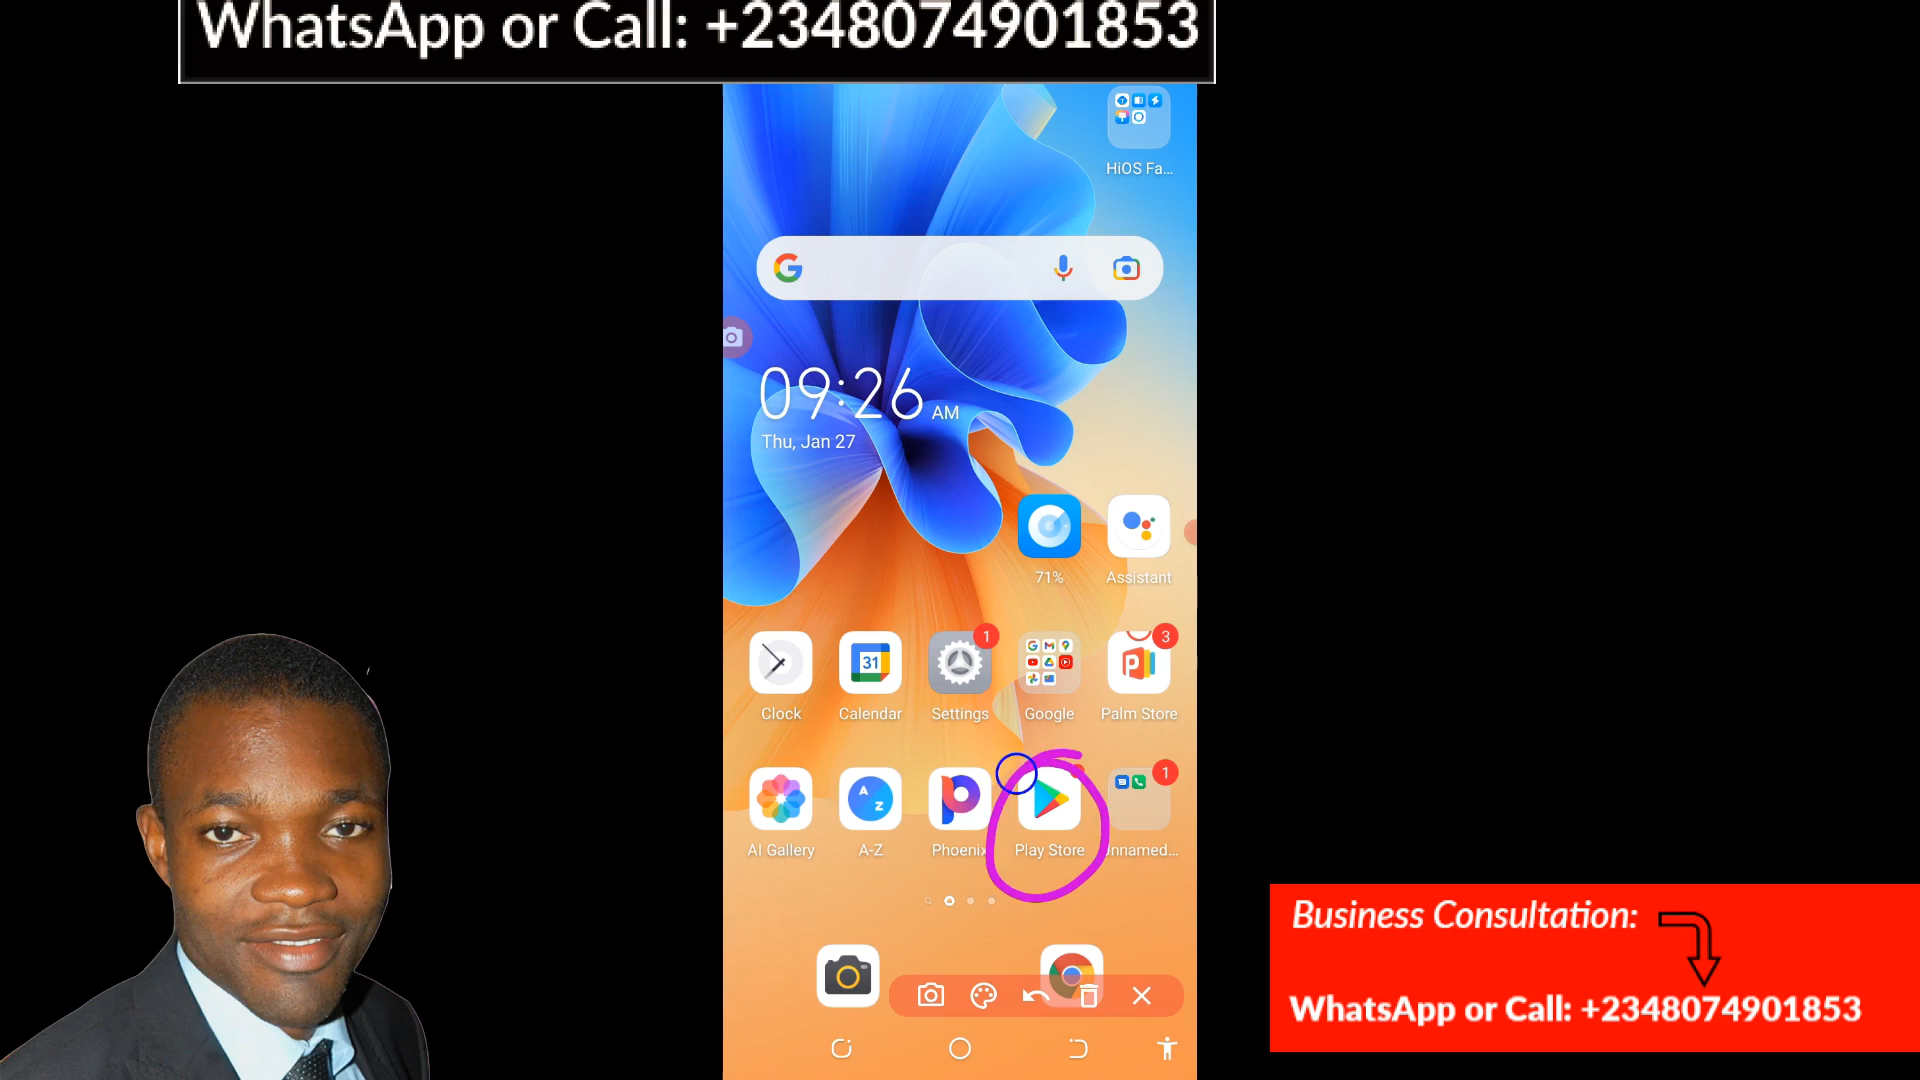 WhatsApp or Call: +2348074901853
HiOS Fa...
09:26 AM
Thu, Jan 27
71%
Assistant
1
3
31
Clock
Calendar
Settings
Google
Palm Store
1
A
Z
AI Gallery
A-Z
Phoenix
Play Store
Business Consultation:
WhatsApp or Call: +2348074901853